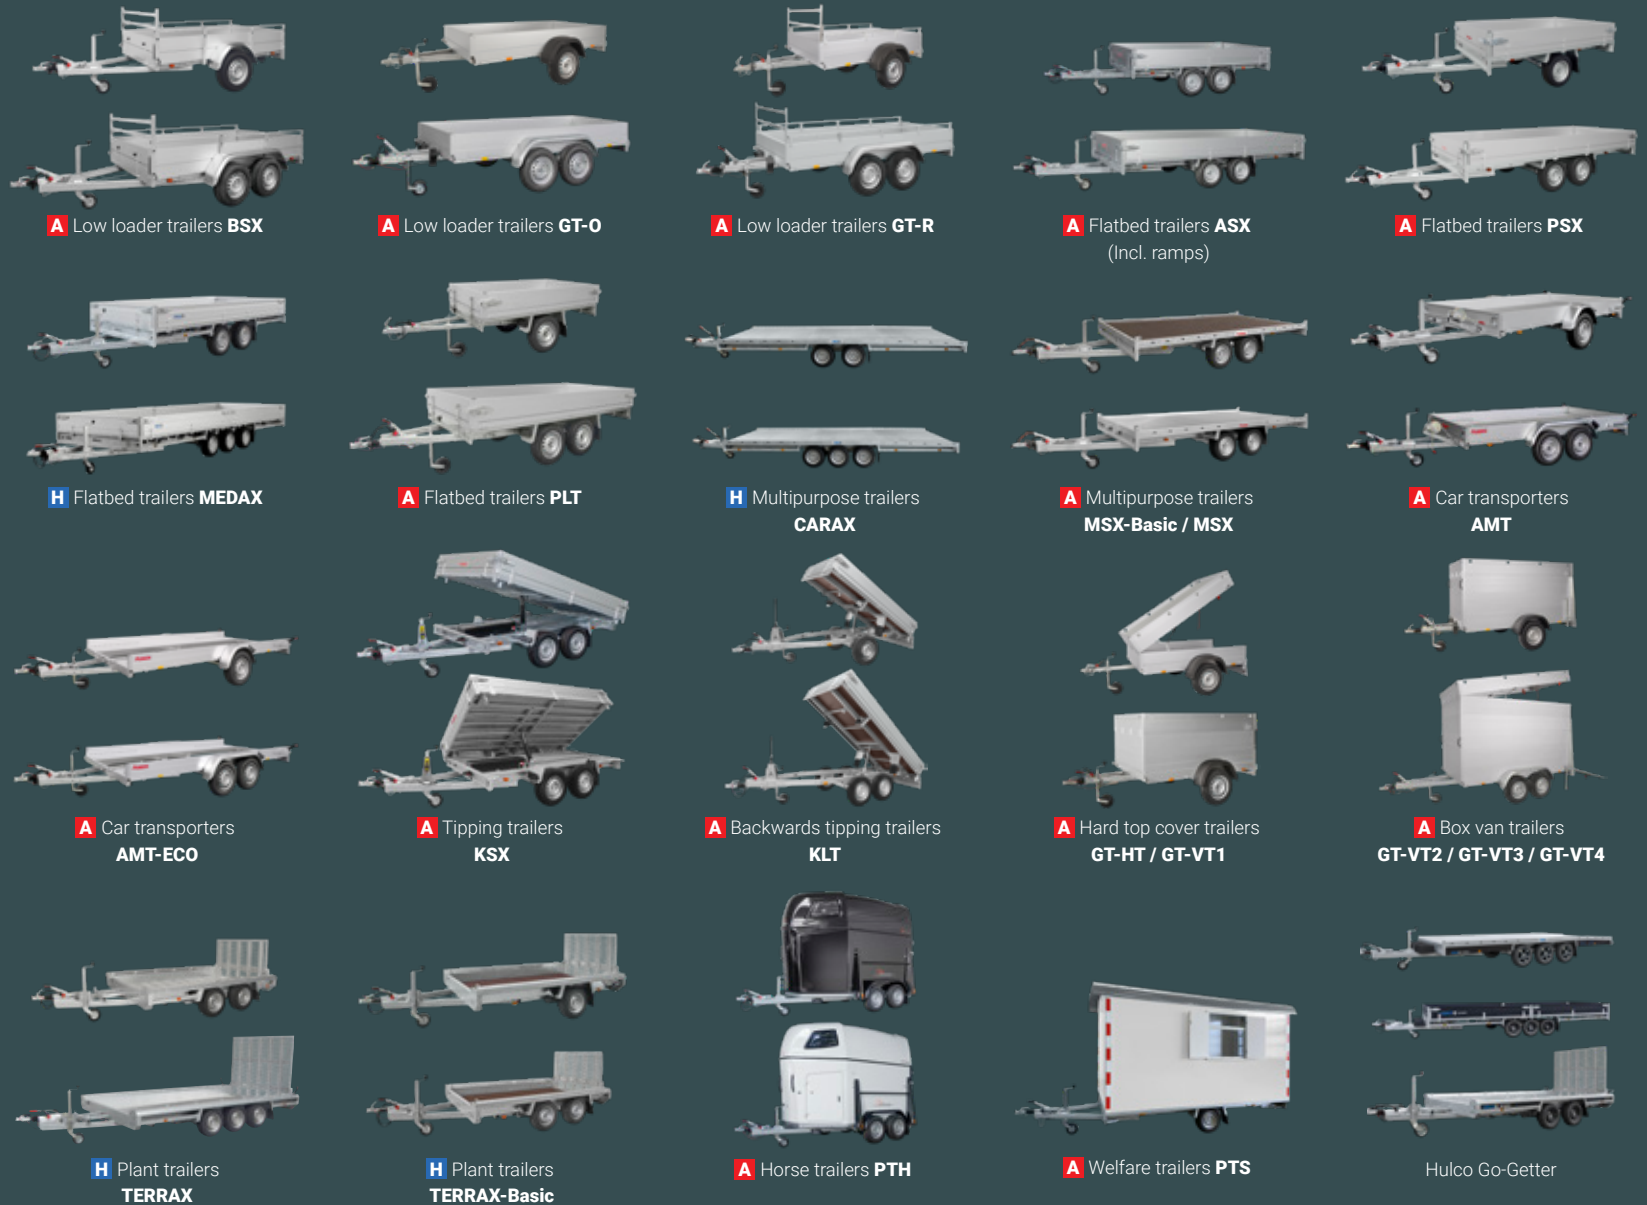 A Low loader trailers BSX
A Low loader trailers GT-O
A Low loader trailers GT-R
A Flatbed trailers ASX
(Incl. ramps)
A Flatbed trailers PSX
H Flatbed trailers MEDAX
A Flatbed trailers PLT
H Multipurpose trailers
CARAX
A Multipurpose trailers
MSX-Basic / MSX
A Car transporters
AMT
A Car transporters
AMT-ECO
A Tipping trailers
KSX
A Backwards tipping trailers
KLT
A Hard top cover trailers
GT-HT / GT-VT1
A Box van trailers
GT-VT2 / GT-VT3 / GT-VT4
H Plant trailers
TERRAX
H Plant trailers
TERRAX-Basic
A Horse trailers PTH
A Welfare trailers PTS
Hulco Go-Getter